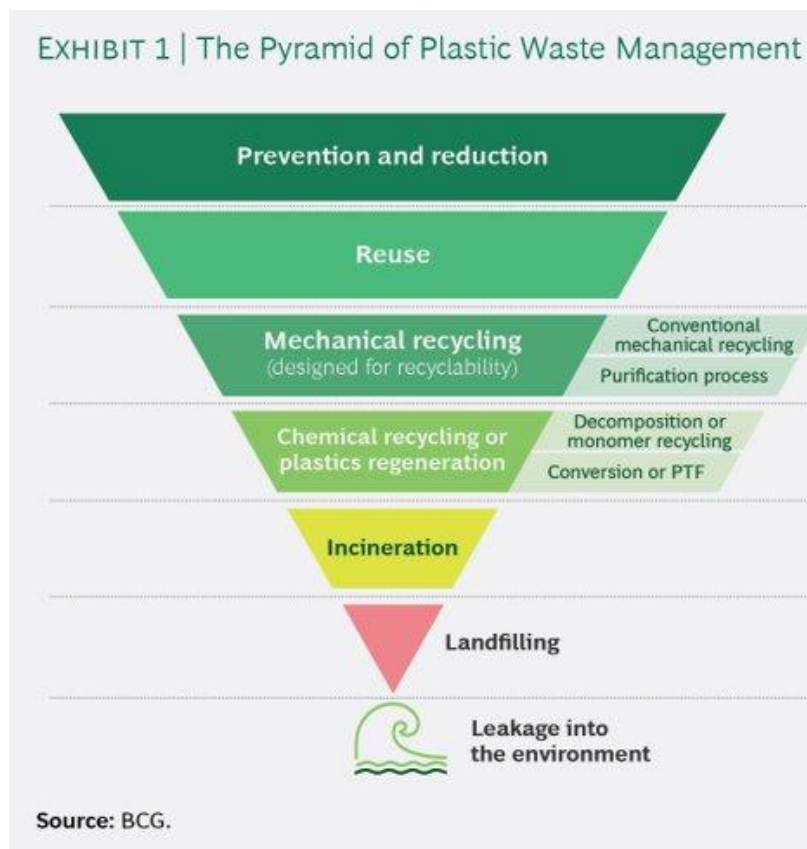 EXHIBIT 1 | The Pyramid of Plastic Waste Management
Prevention and reduction
Reuse
Mechanical recycling
(designed for recyclability)
Conventional
mechanical recycling
Purification process
Chemical recycling or
plastics regeneration
Decomposition or
monomer recycling
Conversion or PTF
Incineration
Landfilling
Leakage into
the environment
Source: BCG.